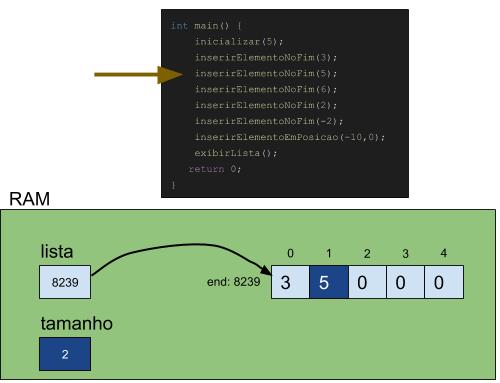 int main() {
inicializar(5);
inserirElementoNoFim(3);
inserirElementoNoFim(5);
inserirElementoNoFim(6);
inserirElementoNoFim(2);
inserirElementoNoFim(-2);
inserirElementoEmPosicao(-10,0);
exibirLista();
return 0;
}
RAM
lista
0 1 2 3 4
8239
end: 8239
3 5 0 0 0
tamanho
2